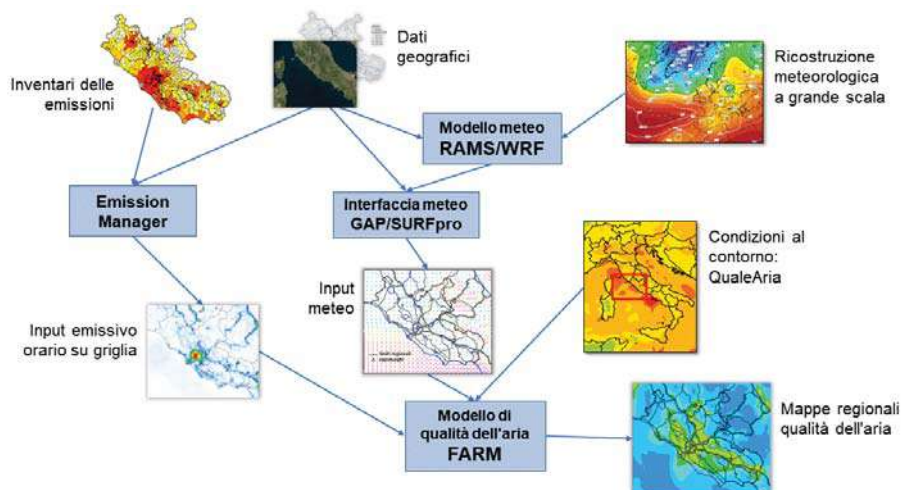 Inventari delle
emissioni
Dati
geografici
Ricostruzione
meteorologica
a grande scala
Modello meteo
RAMS/WRF
Emission
Manager
Interfaccia meteo
GAP/SURFpro
Condizioni al
contorno:
QualeAria
Input
meteo
Input emissivo
orario su griglia
Modello di
qualità dell'aria
FARM
Mappe regionali
qualità dell'aria